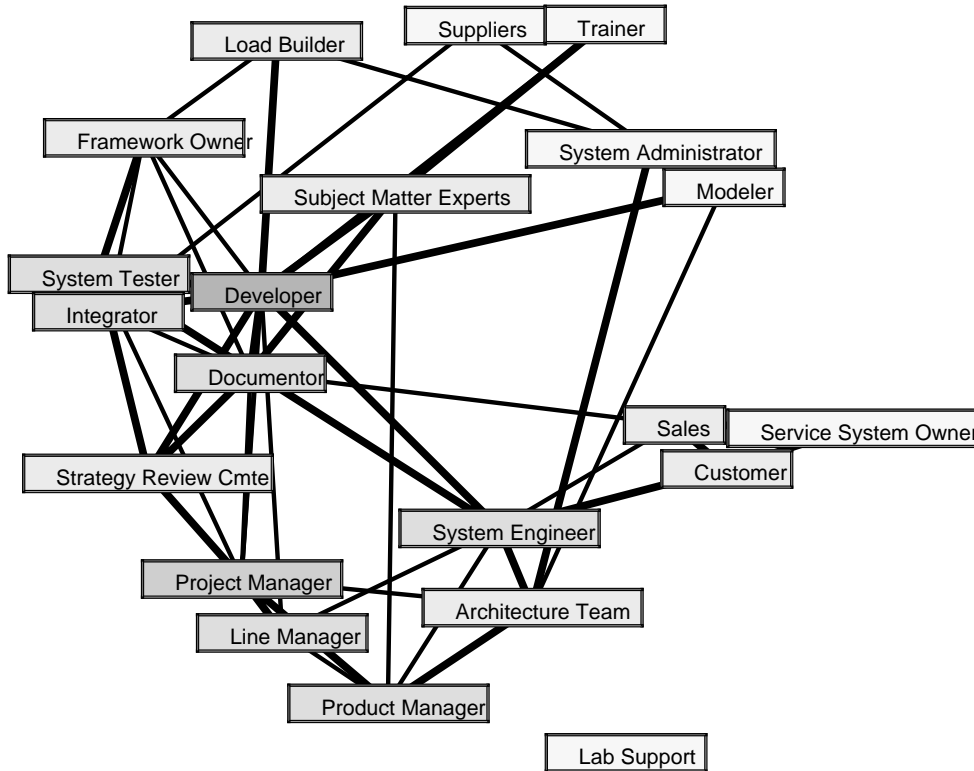 Suppliers
Trainer
Load Builder
Framework Owner
System Administrator
Modeler
Subject Matter Experts
System Tester
Developer
Integrator
Documentor
Sales
Service System Owner
Strategy Review Cmte
Customer
System Engineer
Project Manager
Architecture Team
Line Manager
Product Manager
Lab Support